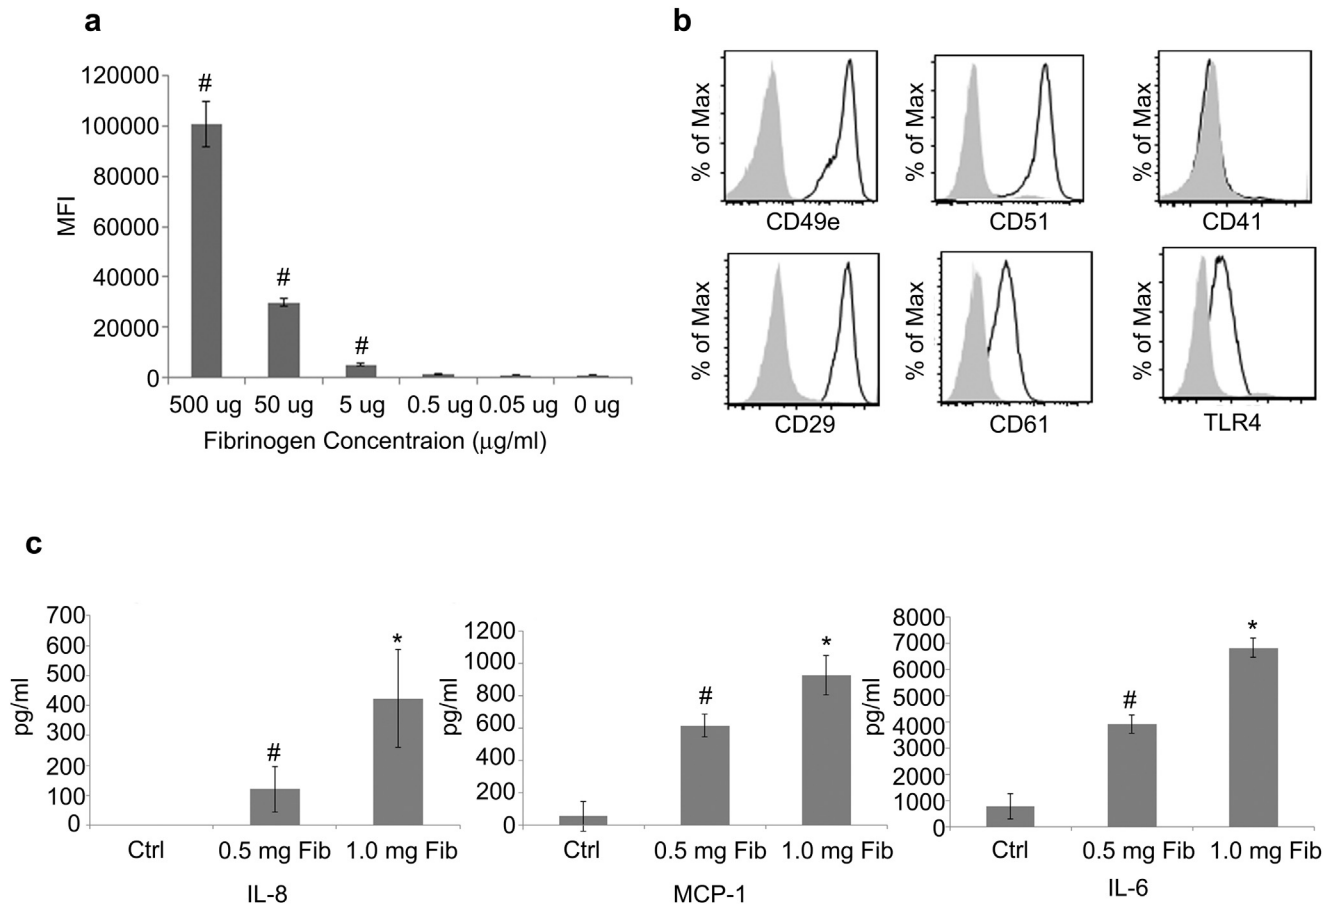 a
120000
100000
80000
60000
40000
20000
0
MFI
#
#
#
500 ug 50 ug 5 ug 0.5 ug 0.05 ug 0 ug
Fibrinogen Concentraion (μg/ml)
b
% of Max
CD49e
% of Max
CD51
% of Max
CD41
% of Max
CD29
% of Max
CD61
% of Max
TLR4
c
700
600
500
400
300
200
100
0
pg/ml
#
*
Ctrl 0.5 mg Fib 1.0 mg Fib
IL-8
1200
1000
800
600
400
200
0
pg/ml
#
*
Ctrl 0.5 mg Fib 1.0 mg Fib
MCP-1
8000
7000
6000
5000
4000
3000
2000
1000
0
pg/ml
#
*
Ctrl 0.5 mg Fib 1.0 mg Fib
IL-6